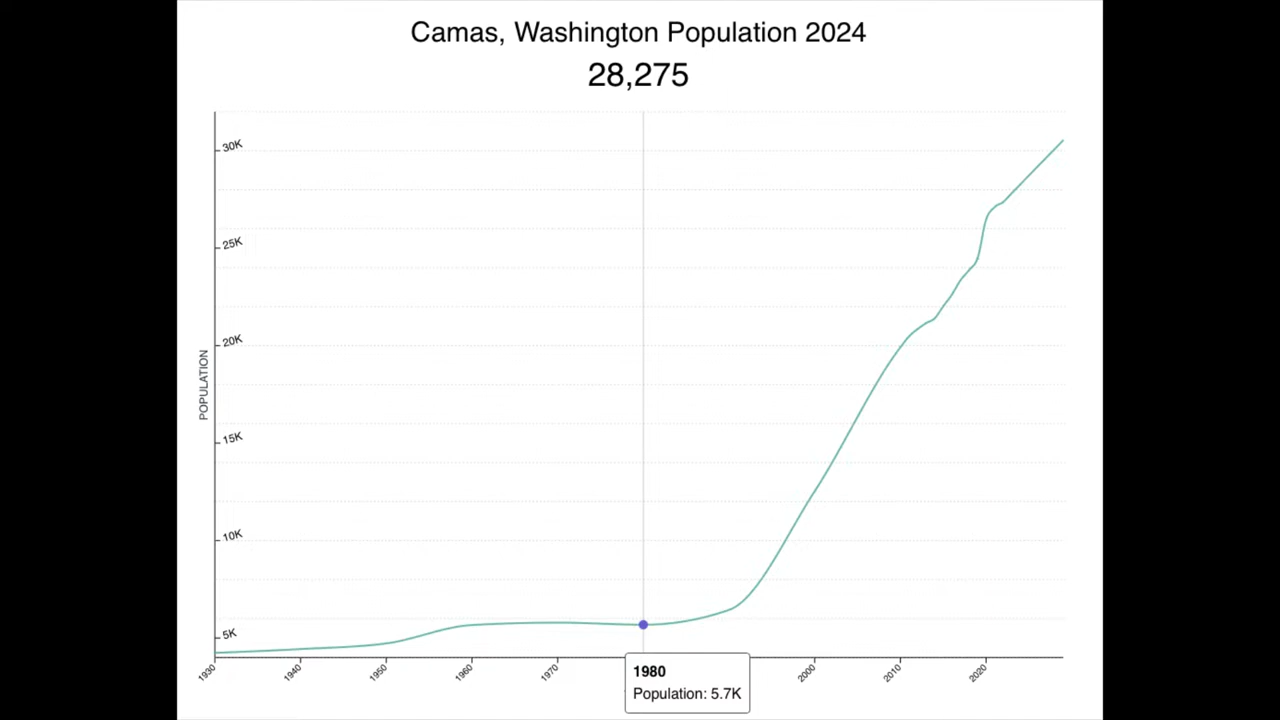 Camas, Washington Population 2024
28,275
30K
25K
20K
15K
10K
5K
POPULATION
1930
1940
1950
1960
1970
2000
2010
2020
1980
Population: 5.7K